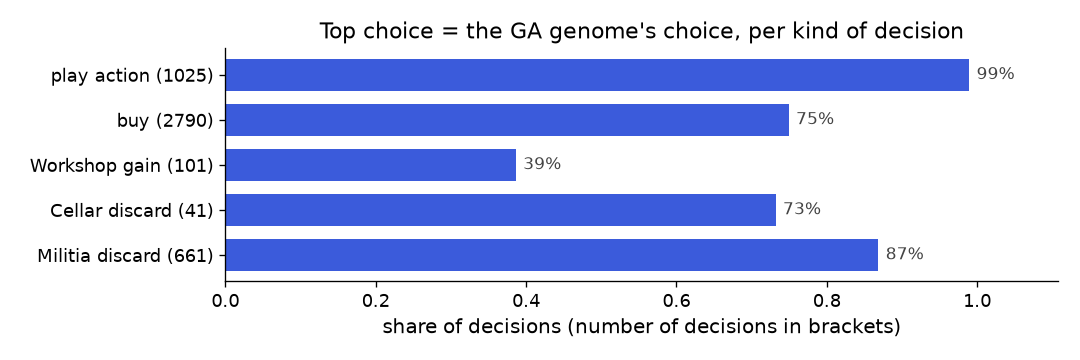 Top choice = the GA genome's choice, per kind of decision
play action (1025)
99%
buy (2790)
75%
Workshop gain (101)
39%
Cellar discard (41)
73%
Militia discard (661)
87%
0.0 0.2 0.4 0.6 0.8 1.0
share of decisions (number of decisions in brackets)